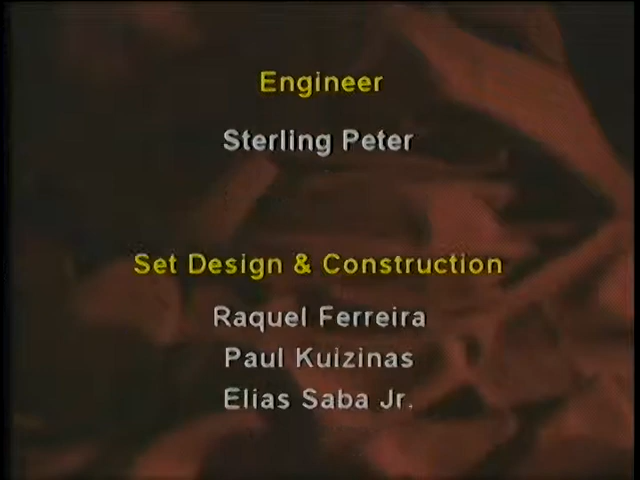 Engineer
Sterling Peter
Set Design & Construction
Raquel Ferreira
Paul Kuizinas
Elias Saba Jr.